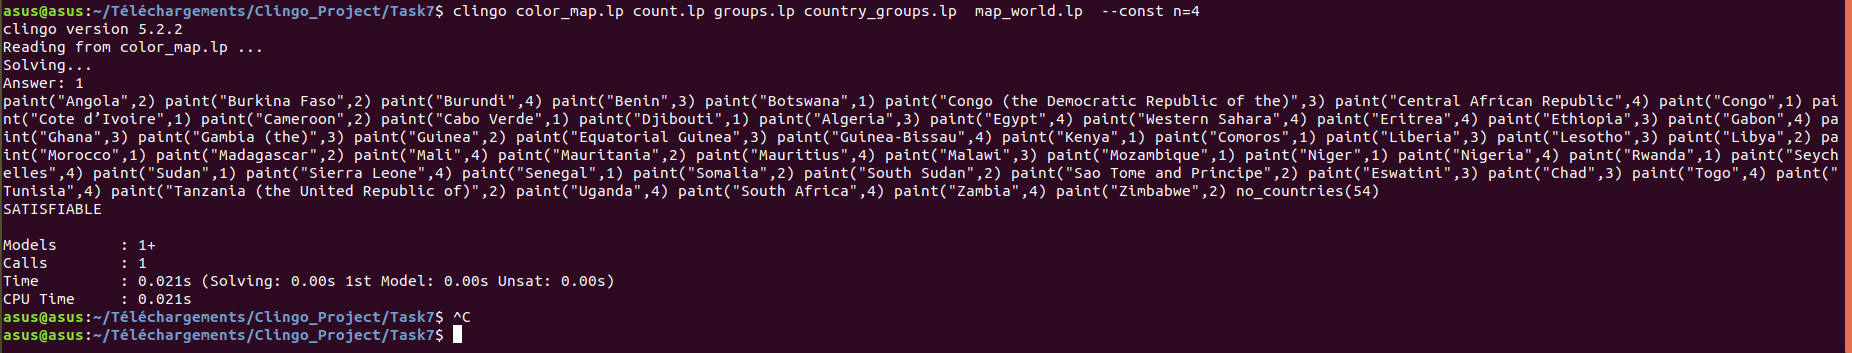 asus@asus:~/Téléchargements/Clingo_Project/Task7$ clingo color_map.lp count.lp groups.lp country_groups.lp  map_world.lp  --const n=4
clingo version 5.2.2
Reading from color_map.lp ...
Solving...
Answer: 1
paint("Angola",2) paint("Burkina Faso",2) paint("Burundi",4) paint("Benin",3) paint("Botswana",1) paint("Congo (the Democratic Republic of the)",3) paint("Central African Republic",4) paint("Congo",1) pai
nt("Cote d’Ivoire",1) paint("Cameroon",2) paint("Cabo Verde",1) paint("Djibouti",1) paint("Algeria",3) paint("Egypt",4) paint("Western Sahara",4) paint("Eritrea",4) paint("Ethiopia",3) paint("Gabon",4) pa
int("Ghana",3) paint("Gambia (the)",3) paint("Guinea",2) paint("Equatorial Guinea",3) paint("Guinea-Bissau",4) paint("Kenya",1) paint("Comoros",1) paint("Liberia",3) paint("Lesotho",3) paint("Libya",2) pa
int("Morocco",1) paint("Madagascar",2) paint("Mali",4) paint("Mauritania",2) paint("Mauritius",4) paint("Malawi",3) paint("Mozambique",1) paint("Niger",1) paint("Nigeria",4) paint("Rwanda",1) paint("Seych
elles",4) paint("Sudan",1) paint("Sierra Leone",4) paint("Senegal",1) paint("Somalia",2) paint("South Sudan",2) paint("Sao Tome and Principe",2) paint("Eswatini",3) paint("Chad",3) paint("Togo",4) paint("
Tunisia",4) paint("Tanzania (the United Republic of)",2) paint("Uganda",4) paint("South Africa",4) paint("Zambia",4) paint("Zimbabwe",2) no_countries(54)
SATISFIABLE
Models       : 1+
Calls        : 1
Time         : 0.021s (Solving: 0.00s 1st Model: 0.00s Unsat: 0.00s)
CPU Time     : 0.021s
asus@asus:~/Téléchargements/Clingo_Project/Task7$ ^C
asus@asus:~/Téléchargements/Clingo_Project/Task7$